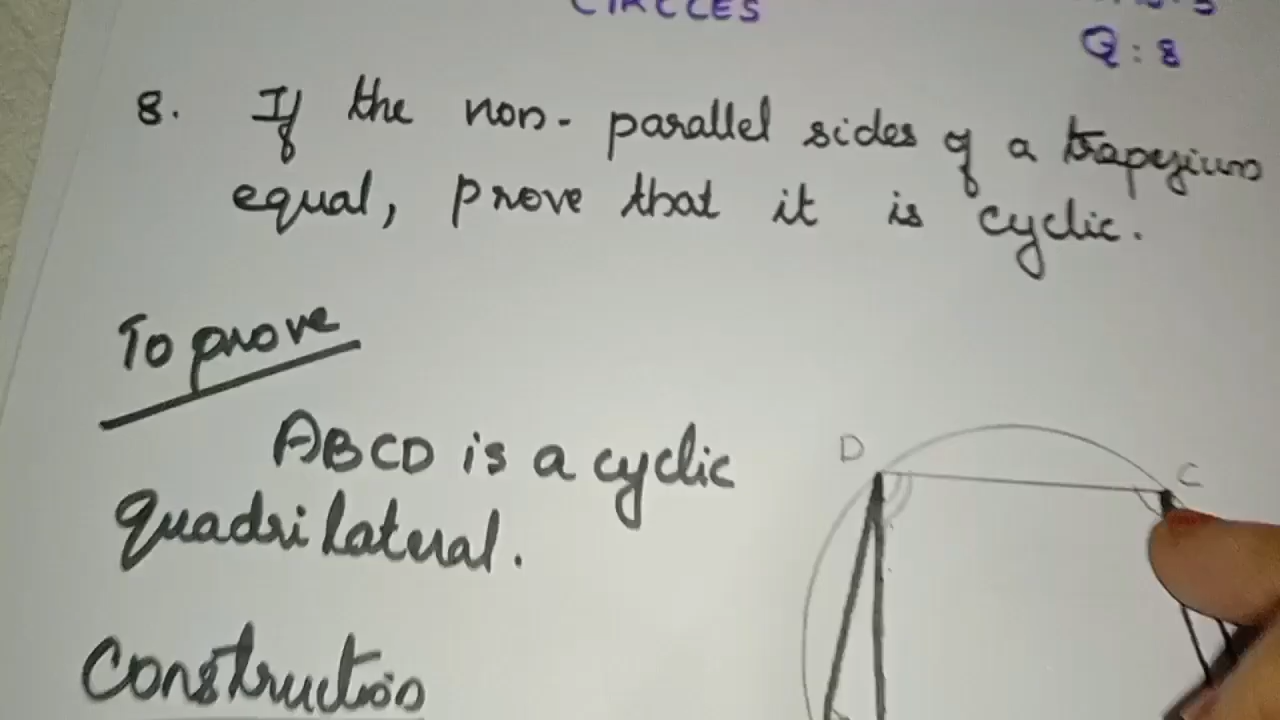 CIRCLES
Q : 8
8. If the non-parallel sides of a trapezium
equal, prove that it is cyclic.
To prove
ABCD is a cyclic
quadrilateral.
D
C
Construction